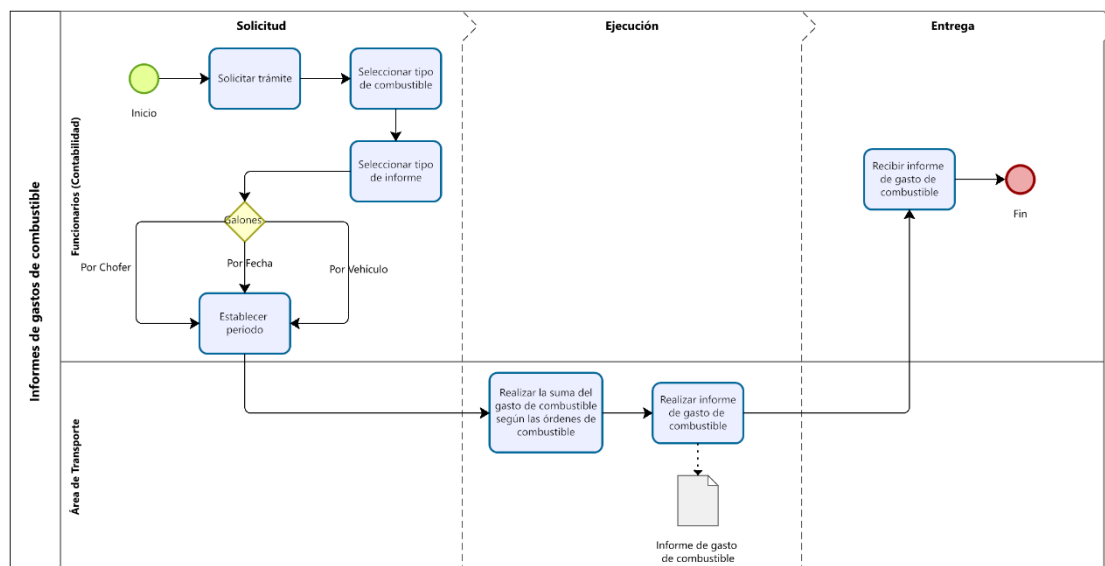 Solicitud
Ejecución
Entrega
Informes de gastos de combustible
Funcionarios (Contabilidad)
Inicio
Solicitar trámite
Seleccionar tipo
de combustible
Seleccionar tipo
de informe
Galones
Por Chofer
Por Fecha
Por Vehículo
Establecer
periodo
Recibir informe
de gasto de
combustible
Fin
Área de Transporte
Realizar la suma del
gasto de combustible
según las órdenes de
combustible
Realizar informe
de gasto de
combustible
Informe de gasto
de combustible